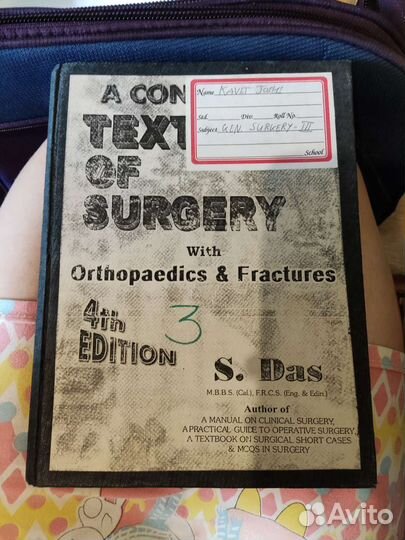 A CON
Name KAVIT JOSHI
Std. Div. Roll No.
Subject GEN. SURGERY-III
School
TEXT
OF
SURGERY
With
Orthopaedics & Fractures
4th
EDITION
3
S. Das
M.B.B.S. (Cal.), F.R.C.S. (Eng. & Edin.)
Author of
A MANUAL ON CLINICAL SURGERY,
A PRACTICAL GUIDE TO OPERATIVE SURGERY,
A TEXTBOOK ON SURGICAL SHORT CASES
& MCQS IN SURGERY
Avito